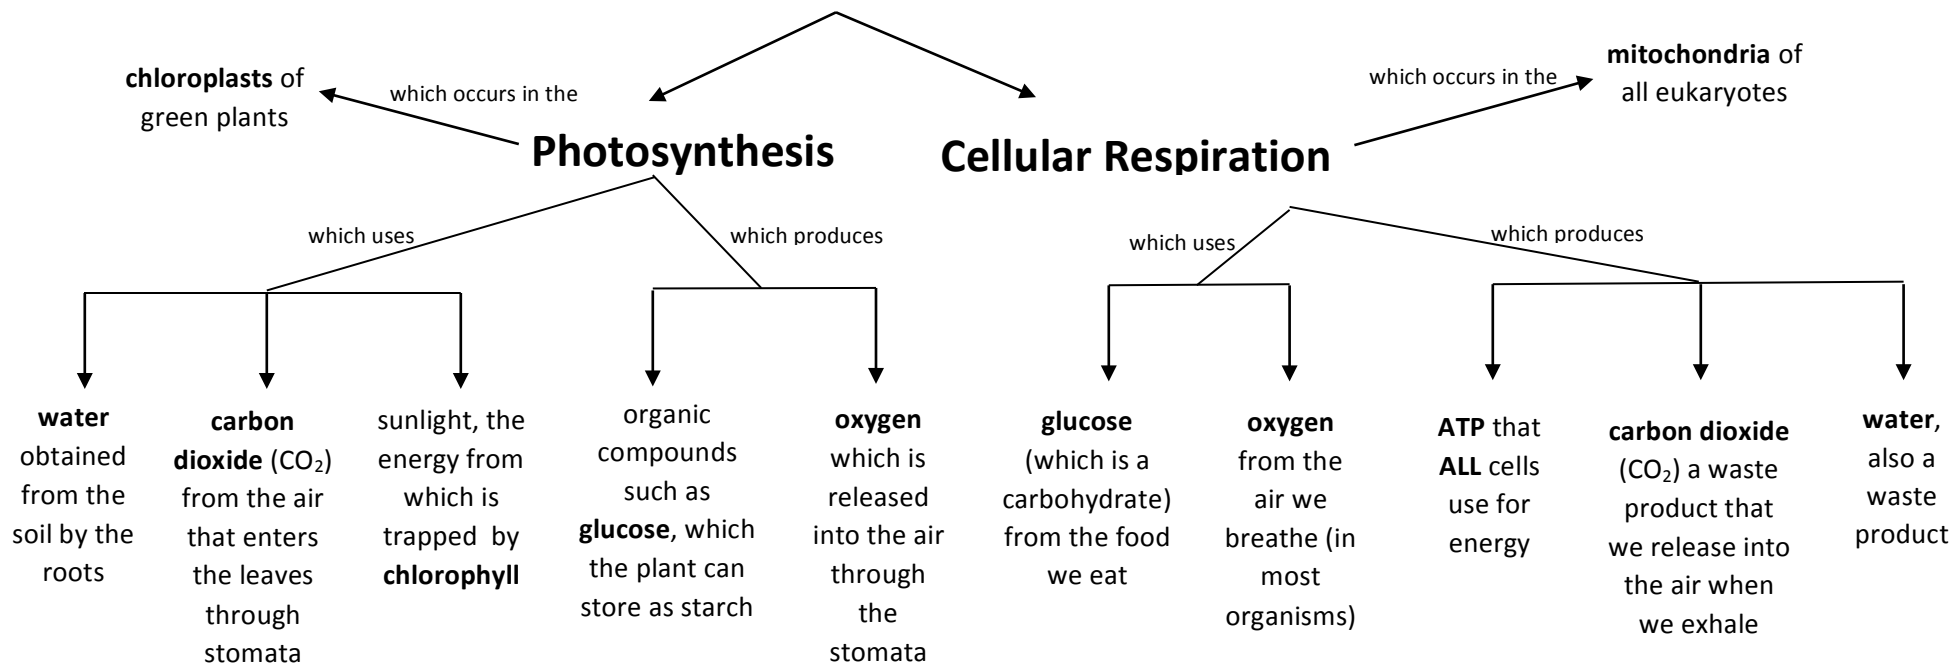 chloroplasts of
green plants
which occurs in the
which occurs in the
mitochondria of
all eukaryotes
Photosynthesis
Cellular Respiration
which uses
which produces
which uses
which produces
water
obtained
from the
soil by the
roots
carbon
dioxide (CO₂)
from the air
that enters
the leaves
through
stomata
sunlight, the
energy from
which is
trapped by
chlorophyll
organic
compounds
such as
glucose, which
the plant can
store as starch
oxygen
which is
released
into the air
through
the
stomata
glucose
(which is a
carbohydrate)
from the food
we eat
oxygen
from the
air we
breathe (in
most
organisms)
ATP that
ALL cells
use for
energy
carbon dioxide
(CO₂) a waste
product that
we release into
the air when
we exhale
water,
also a
waste
product